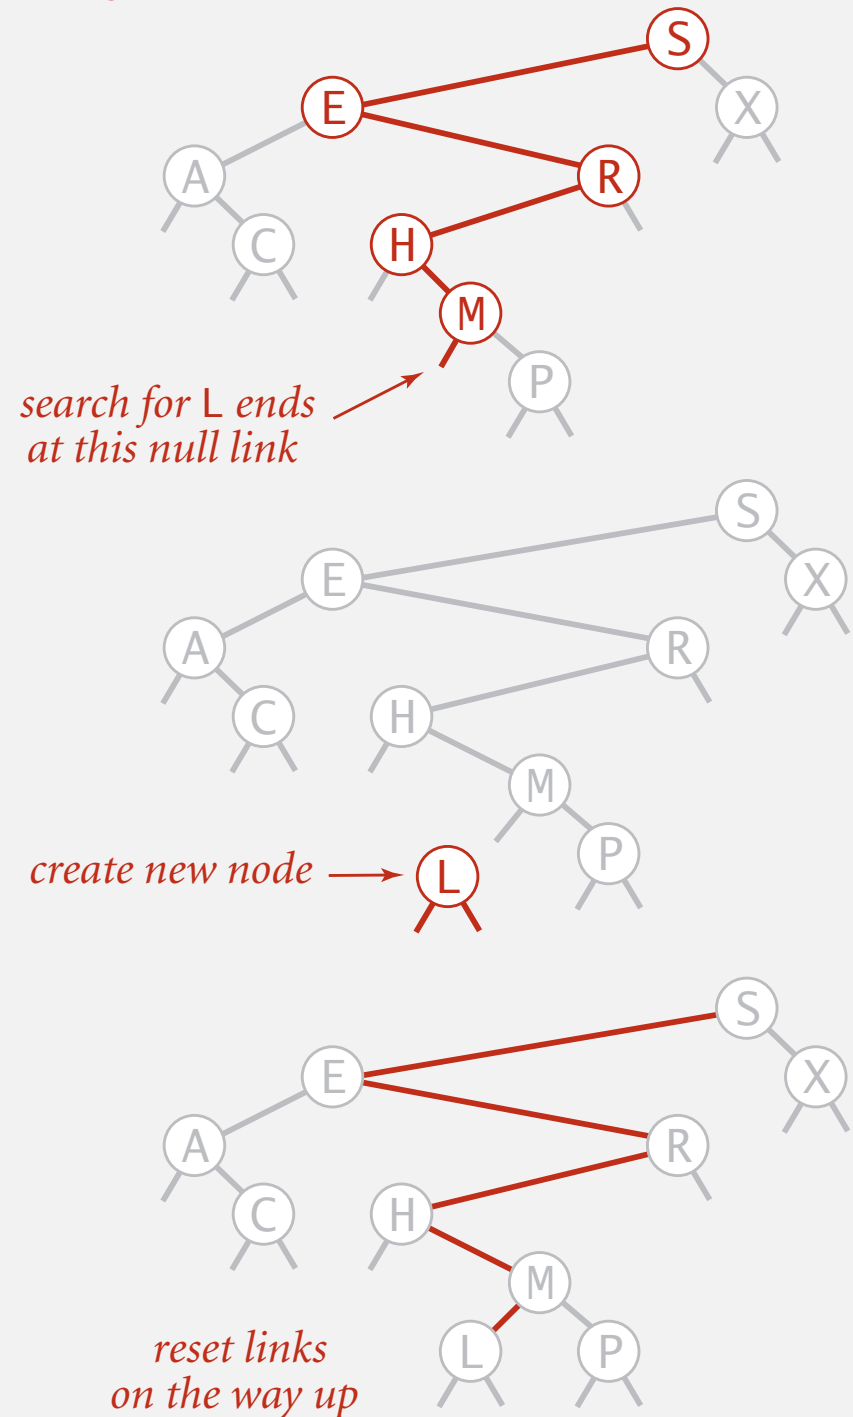 S
E
X
A
R
C
H
M
P
search for L ends
at this null link
S
E
X
A
R
C
H
M
P
create new node
L
S
E
X
A
R
C
H
M
L
P
reset links
on the way up